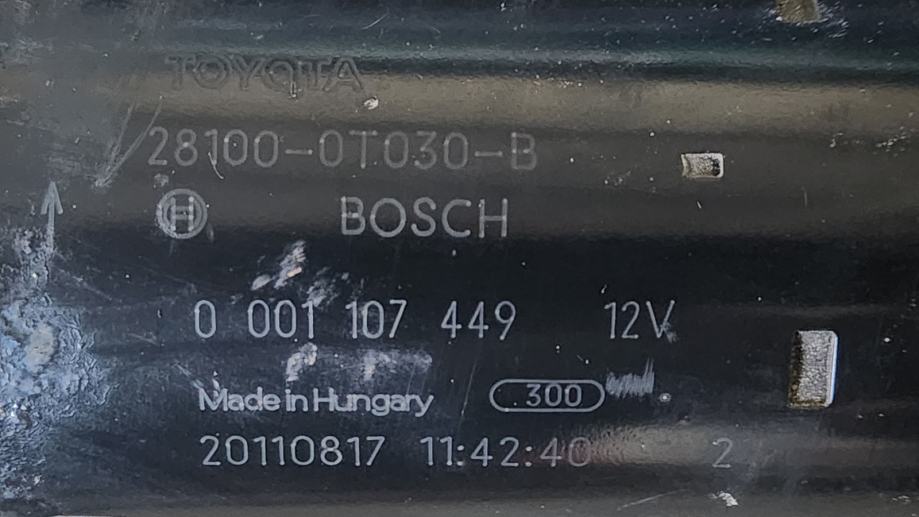 TOYOTA
28100-0T030-B
BOSCH
0 001 107 449 12V
Made in Hungary 300
20110817 11:42:40 2